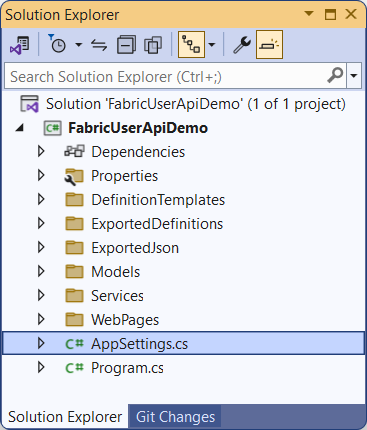 Solution Explorer
Search Solution Explorer (Ctrl+;)
Solution 'FabricUserApiDemo' (1 of 1 project)
C# FabricUserApiDemo
Dependencies
Properties
DefinitionTemplates
ExportedDefinitions
ExportedJson
Models
Services
WebPages
C# AppSettings.cs
C# Program.cs
Solution Explorer Git Changes